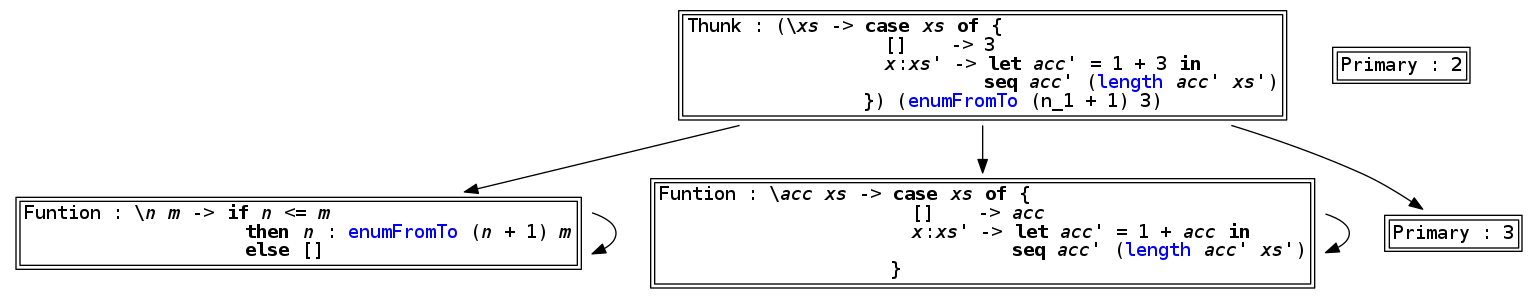 Thunk : (\xs -> case xs of {
[] -> 3
x:xs' -> let acc' = 1 + 3 in
seq acc' (length acc' xs')
}) (enumFromTo (n_1 + 1) 3)
Primary : 2
Funtion : \n m -> if n <= m
then n : enumFromTo (n + 1) m
else []
Funtion : \acc xs -> case xs of {
[] -> acc
x:xs' -> let acc' = 1 + acc in
seq acc' (length acc' xs')
}
Primary : 3